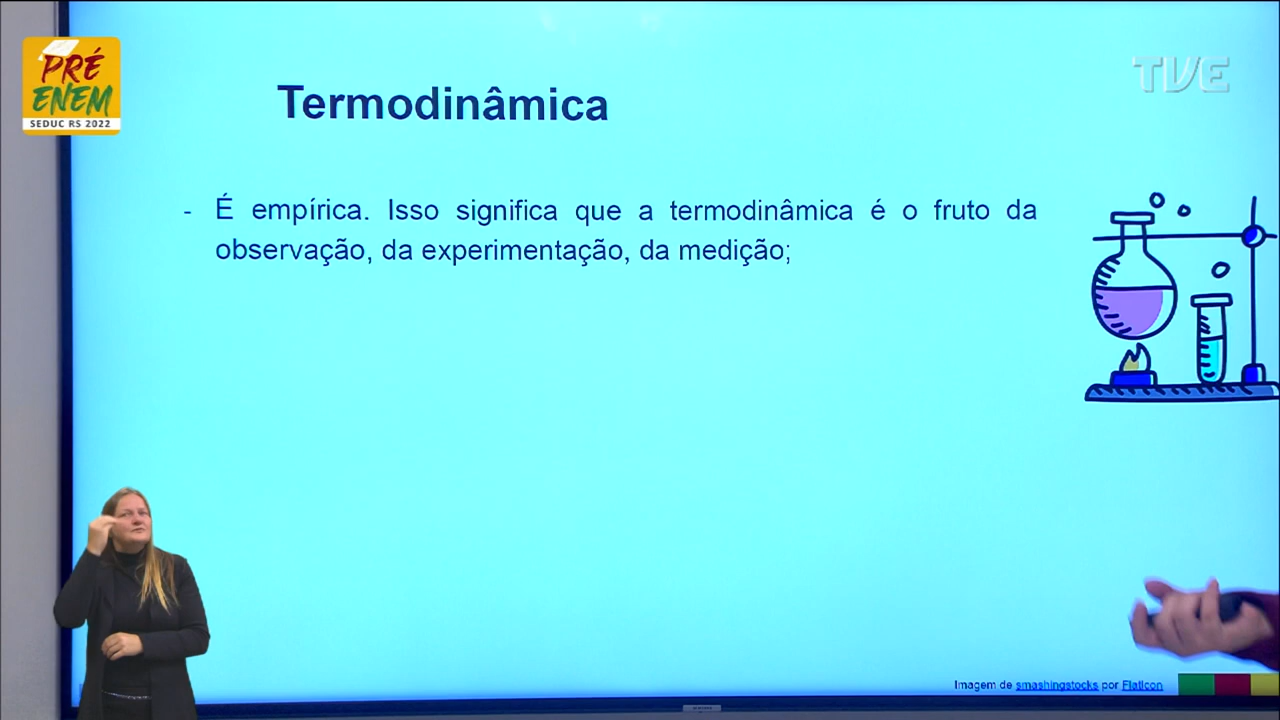 PRÉ
ENEM
SEDUC RS 2022
TVE
Termodinâmica
- É empírica. Isso significa que a termodinâmica é o fruto da
observação, da experimentação, da medição;
Imagem de smashingstocks por Flaticon